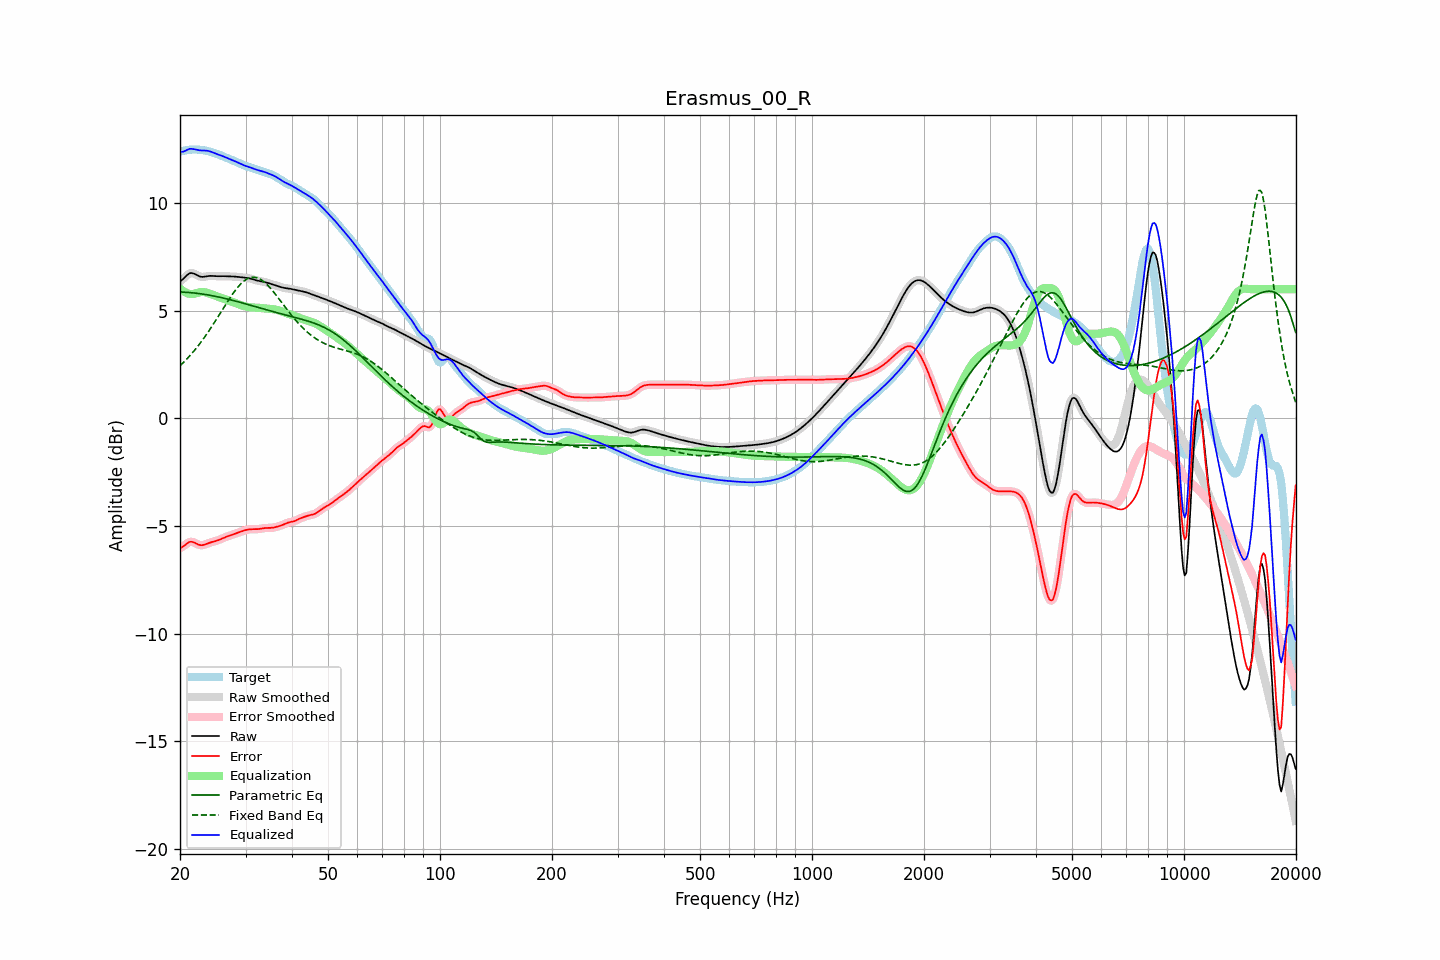 Erasmus_00_R
Amplitude (dBr)
10
5
0
−5
−10
−15
−20
Target
Raw Smoothed
Error Smoothed
Raw
Error
Equalization
Parametric Eq
Fixed Band Eq
Equalized
20 50 100 200 500 1000 2000 5000 10000 20000
Frequency (Hz)